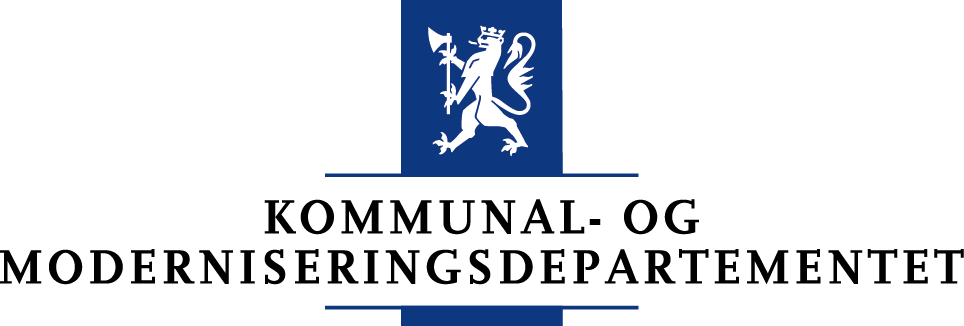 KOMMUNAL- OG
MODERNISERINGSDEPARTEMENTET